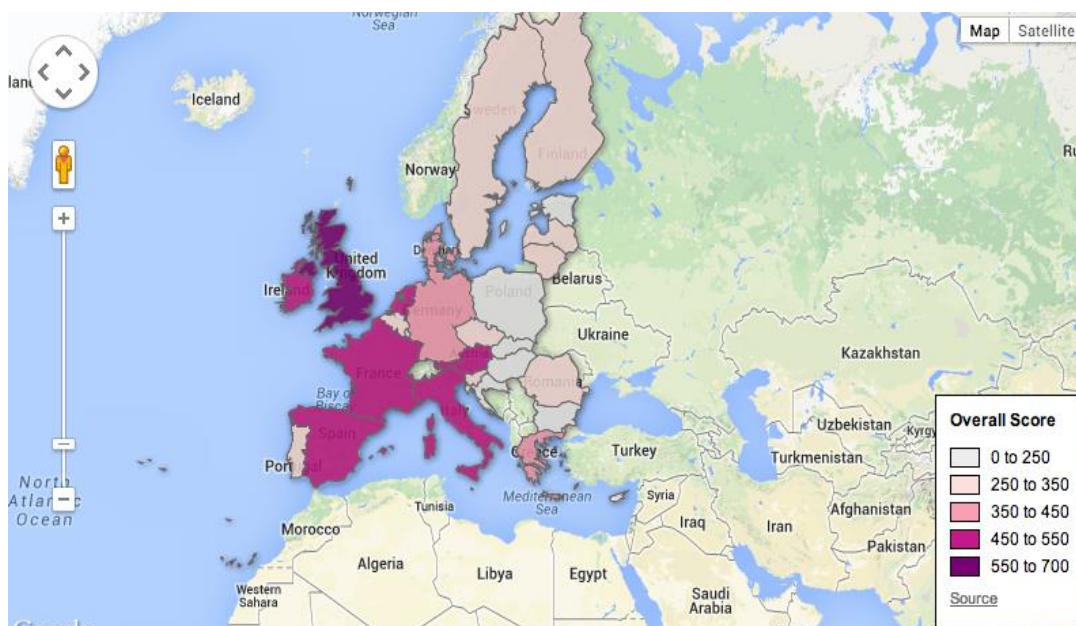 Norwegian
Sea
Map
Satellite
Iceland
Sweden
Finland
Norway
United
Kingdom
Ireland
Belarus
Poland
Germany
Ukraine
Kazakhstan
France
Austria
Romania
Bay of
Italy
Spain
Portugal
Greece
Turkey
Uzbekistan
Turkmenistan
North
Atlantic
Ocean
Mediterranean
Sea
Tunisia
Syria
Morocco
Iraq
Iran
Afghanistan
Pakistan
Algeria
Libya
Egypt
Western
Sahara
Saudi
Arabia
Overall Score
0 to 250
250 to 350
350 to 450
450 to 550
550 to 700
Source